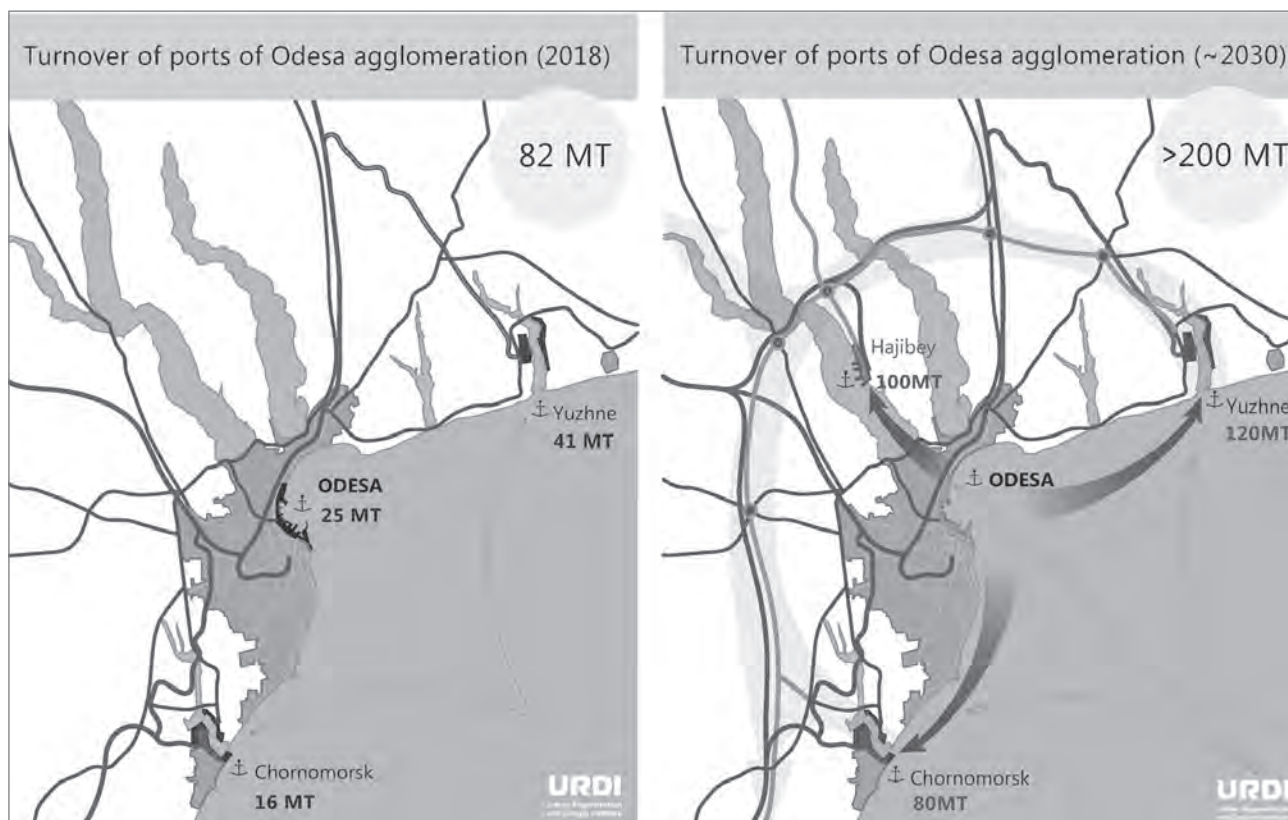 Turnover of ports of Odesa agglomeration (2018)
82 MT
Yuzhne
41 MT
ODESA
25 MT
Chornomorsk
16 MT
URDI
Turnover of ports of Odesa agglomeration (~2030)
>200 MT
Hajibey
100MT
Yuzhne
120MT
ODESA
Chornomorsk
80MT
URDI